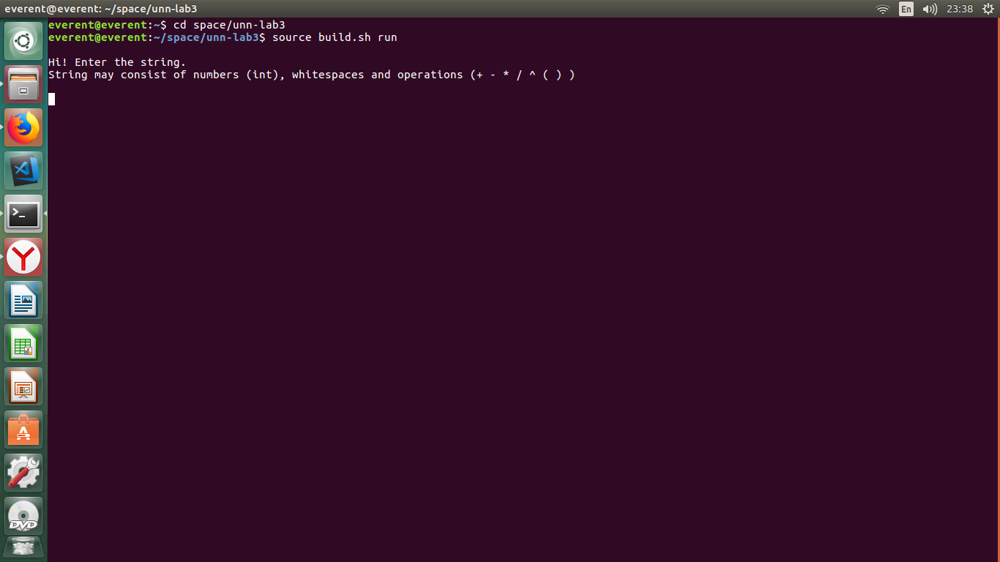 everent@everent: ~/space/unn-lab3
En
23:38
everent@everent:~$ cd space/unn-lab3
everent@everent:~/space/unn-lab3$ source build.sh run
Hi! Enter the string.
String may consist of numbers (int), whitespaces and operations (+ - * / ^ ( ) )
DVD